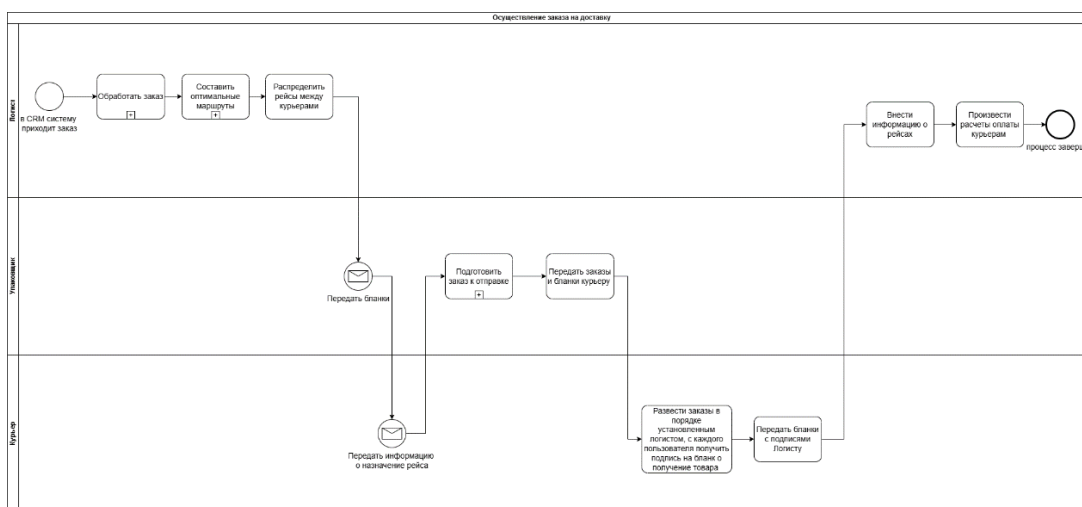 Осуществление заказа на доставку
Логист
в CRM систему
приходит заказ
Обработать заказ
Составить
оптимальные
маршруты
Распределить
рейсы между
курьерами
Внести
информацию о
рейсах
Произвести
расчеты оплаты
курьерам
процесс заверш
Упаковщик
Передать бланки
Подготовить
заказ к отправке
Передать заказы
и бланки курьеру
Курьер
Передать информацию
о назначение рейса
Развести заказы в
порядке
установленным
логистом, с каждого
пользователя получить
подпись на бланк о
получение товара
Передать бланки
с подписями
Логисту